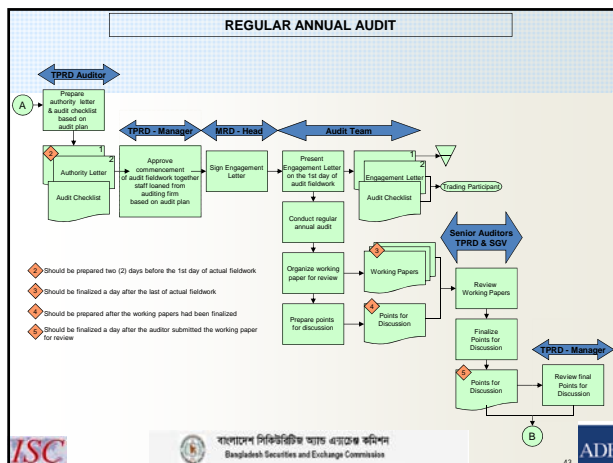 REGULAR ANNUAL AUDIT
TPRD Auditor
A
Prepare
authority letter
& audit checklist
based on
audit plan
TPRD - Manager
MRD - Head
Audit Team
2
1
2
Authority Letter
Audit Checklist
Approve
commencement
of audit fieldwork together
staff loaned from
auditing firm
based on audit plan
Sign Engagement
Letter
Present
Engagement Letter
on the 1st day of
audit fieldwork
1
2
Engagement Letter
Audit Checklist
Trading Participant
Conduct regular
annual audit
Senior Auditors
TPRD & SGV
Organize working
paper for review
3
Working Papers
Review
Working Papers
Prepare points
for discussion
4
Points for
Discussion
Finalize
Points for
Discussion
TPRD - Manager
5
Points for
Discussion
Review final
Points for
Discussion
B
2 Should be prepared two (2) days before the 1st day of actual fieldwork
3 Should be finalized a day after the last of actual fieldwork
4 Should be prepared after the working papers had been finalized
5 Should be finalized a day after the auditor submitted the working paper
for review
ISC
বাংলাদেশ সিকিউরিটিজ অ্যান্ড এক্সচেঞ্জ কমিশন
Bangladesh Securities and Exchange Commission
42
ADB